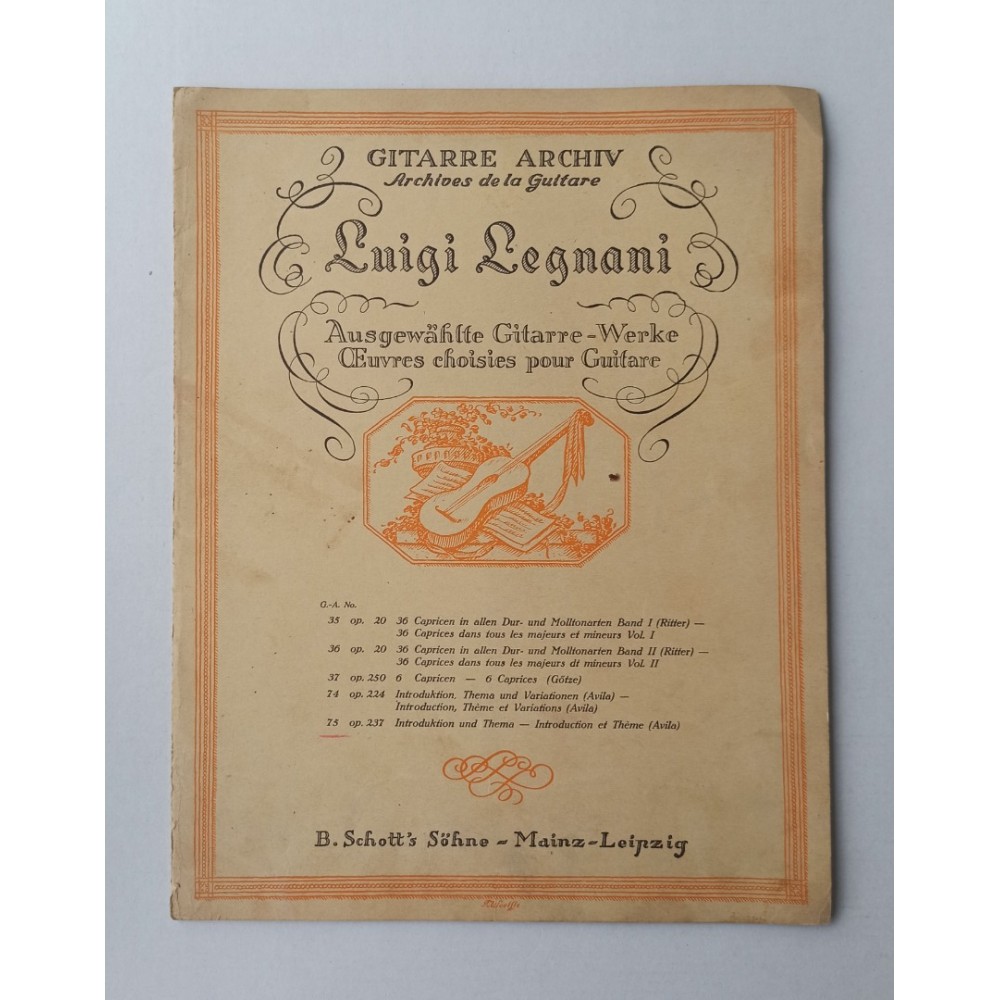 GITARRE ARCHIV
Archives de la Guitare
Luigi Legnani
Ausgewählte Gitarre-Werke
Œuvres choisies pour Guitare
G.-A. No.
35 op. 20 36 Capricen in allen Dur- und Molltonarten Band I (Ritter) —
36 Caprices dans tous les majeurs et mineurs Vol. I
36 op. 20 36 Capricen in allen Dur- und Molltonarten Band II (Ritter) —
36 Caprices dans tous les majeurs dt mineurs Vol. II
37 op. 250 6 Capricen — 6 Caprices (Götze)
74 op. 224 Introduktion, Thema und Variationen (Avila) —
Introduction, Thème et Variations (Avila)
75 op. 237 Introduktion und Thema — Introduction et Thème (Avila)
B. Schott's Söhne - Mainz-Leipzig